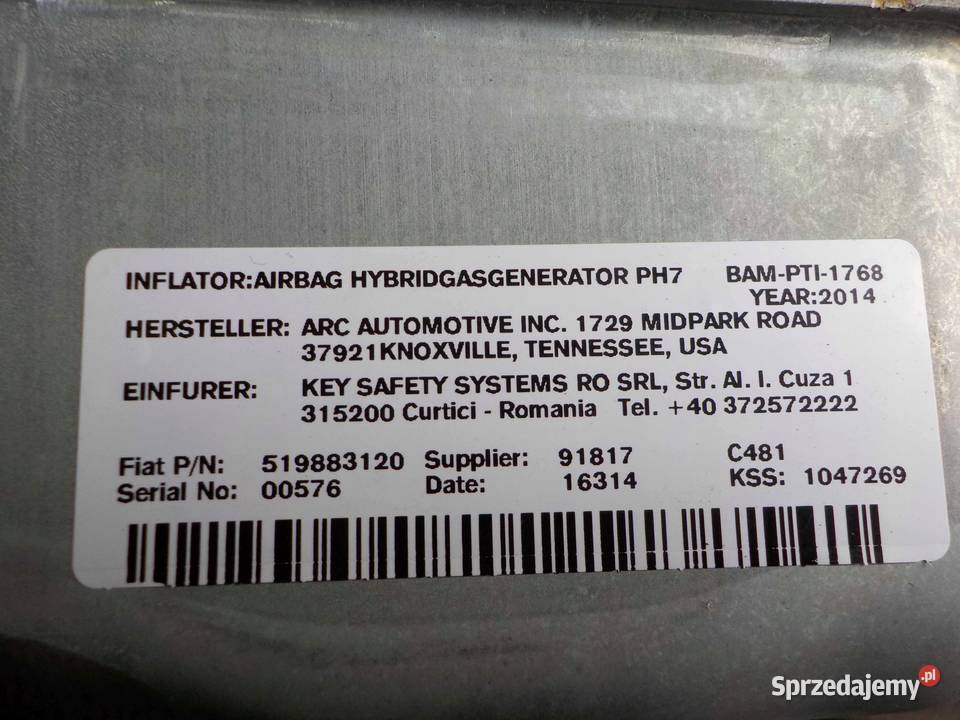 INFLATOR:AIRBAG HYBRIDGASGENERATOR PH7 BAM-PTI-1768
YEAR:2014
HERSTELLER: ARC AUTOMOTIVE INC. 1729 MIDPARK ROAD
37921KNOXVILLE, TENNESSEE, USA
EINFURER: KEY SAFETY SYSTEMS RO SRL, Str. Al. I. Cuza 1
315200 Curtici - Romania Tel. +40 372572222
Fiat P/N: 519883120 Supplier: 91817 C481
Serial No: 00576 Date: 16314 KSS: 1047269
Sprzedajemy.pl